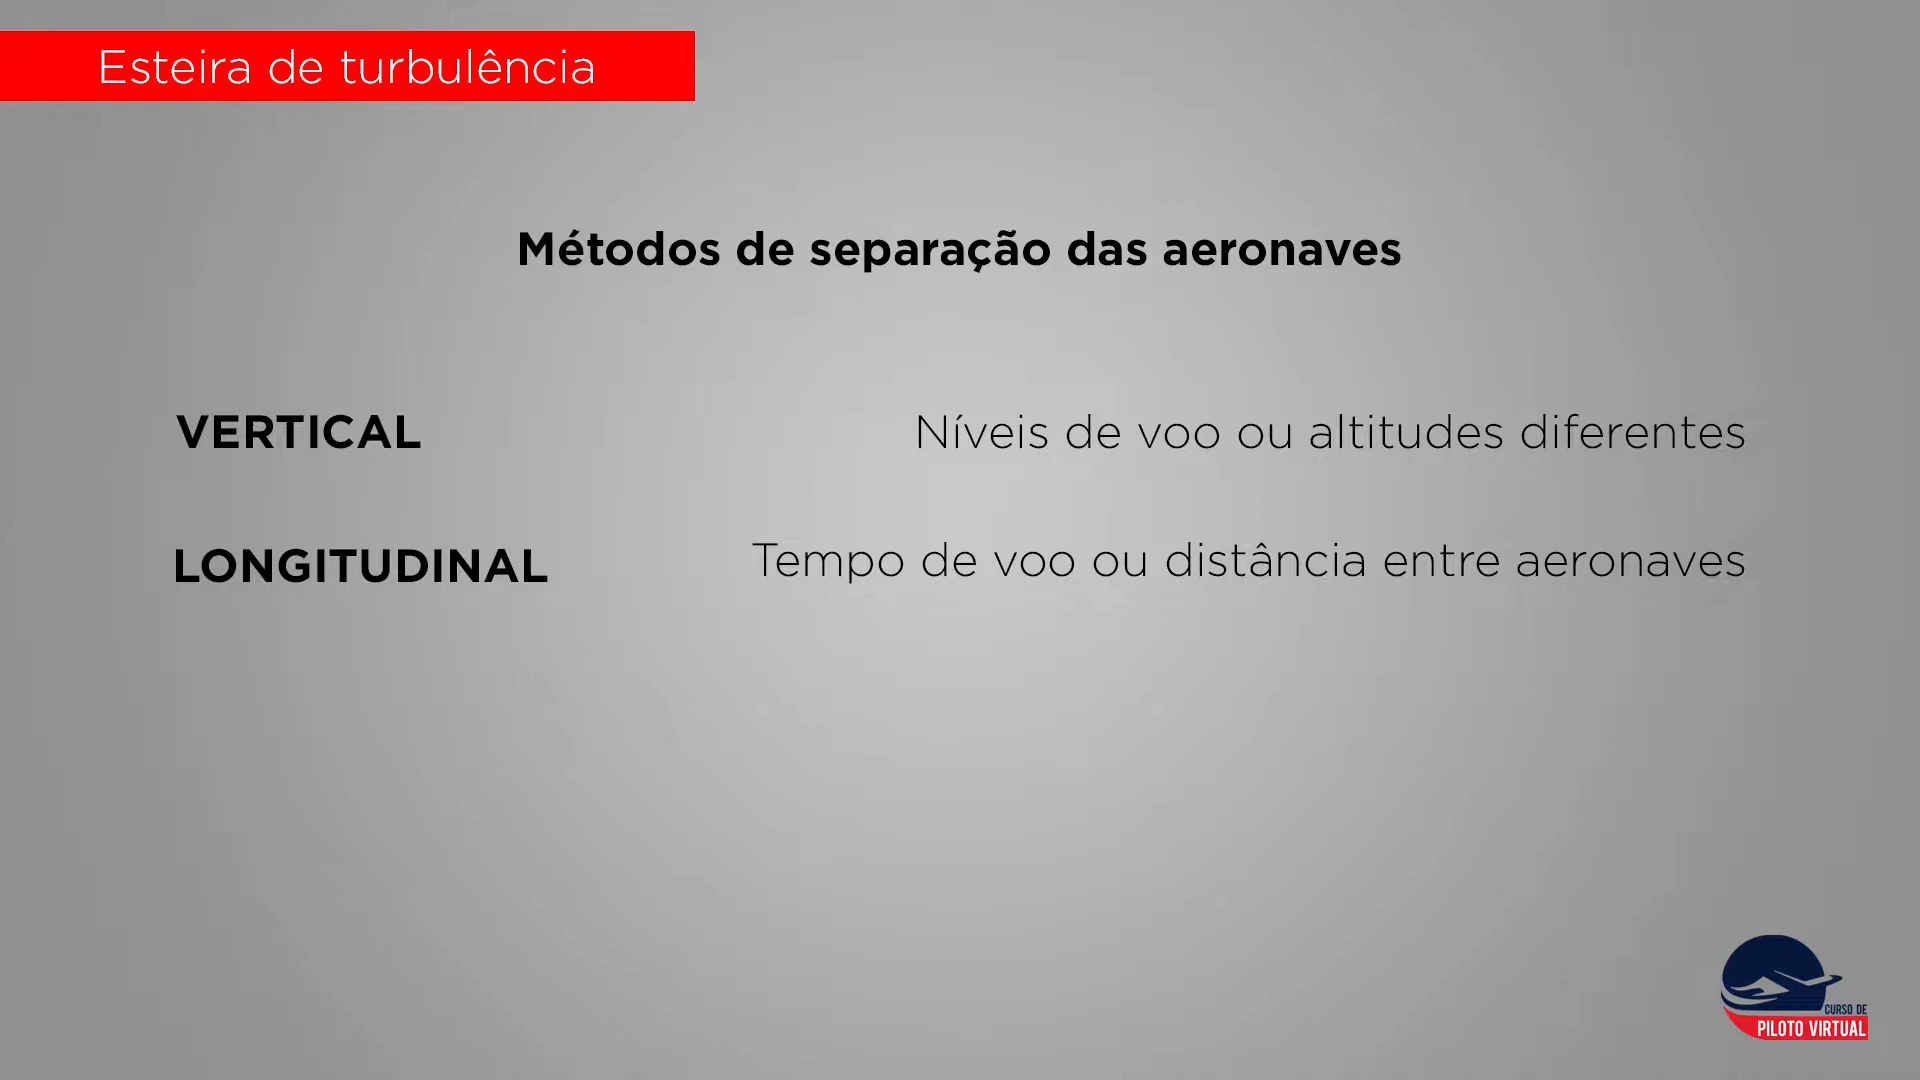 Esteira de turbulência
Métodos de separação das aeronaves
VERTICAL
Níveis de voo ou altitudes diferentes
LONGITUDINAL
Tempo de voo ou distância entre aeronaves
CURSO DE
PILOTO VIRTUAL